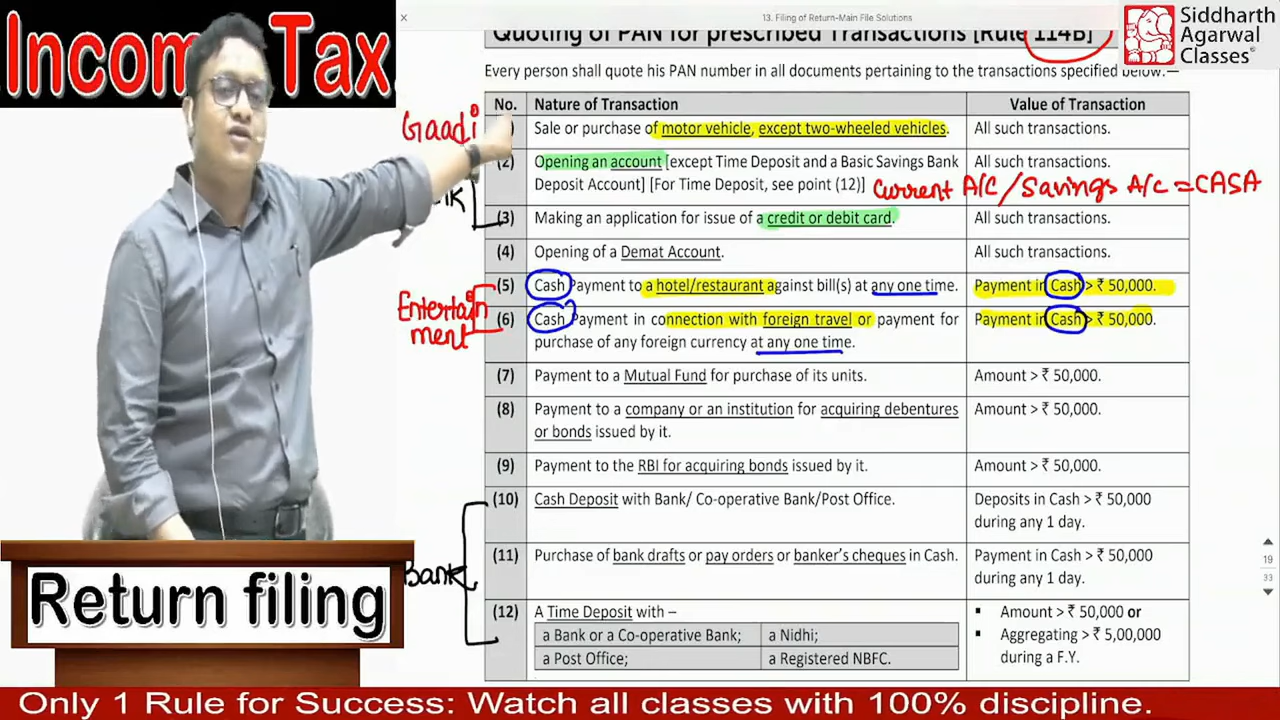 Income Tax.
13. Filing of Return-Main File Solutions
Siddharth
Agarwal
Classes
Quoting of PAN for prescribed Transactions [Rule 114B]
Every person shall quote his PAN number in all documents pertaining to the transactions specified below.—
No. Nature of Transaction Value of Transaction
Gaadi
Sale or purchase of motor vehicle, except two-wheeled vehicles. All such transactions.
(2) Opening an account [except Time Deposit and a Basic Savings Bank All such transactions.
Deposit Account] [For Time Deposit, see point (12)]
Current A/C / Savings A/c = CASA
(3) Making an application for issue of a credit or debit card. All such transactions.
(4) Opening of a Demat Account. All such transactions.
Entertain
ment
(5) Cash Payment to a hotel/restaurant against bill(s) at any one time. Payment in Cash > ₹ 50,000.
(6) Cash Payment in connection with foreign travel or payment for Payment in Cash > ₹ 50,000.
purchase of any foreign currency at any one time.
(7) Payment to a Mutual Fund for purchase of its units. Amount > ₹ 50,000.
(8) Payment to a company or an institution for acquiring debentures Amount > ₹ 50,000.
or bonds issued by it.
(9) Payment to the RBI for acquiring bonds issued by it. Amount > ₹ 50,000.
(10) Cash Deposit with Bank/ Co-operative Bank/Post Office. Deposits in Cash > ₹ 50,000
during any 1 day.
Bank
(11) Purchase of bank drafts or pay orders or banker's cheques in Cash. Payment in Cash > ₹ 50,000
during any 1 day.
(12) A Time Deposit with – ▪ Amount > ₹ 50,000 or
a Bank or a Co-operative Bank; a Nidhi; ▪ Aggregating > ₹ 5,00,000
a Post Office; a Registered NBFC. during a F.Y.
19
33
Return filing
Only 1 Rule for Success: Watch all classes with 100% discipline.